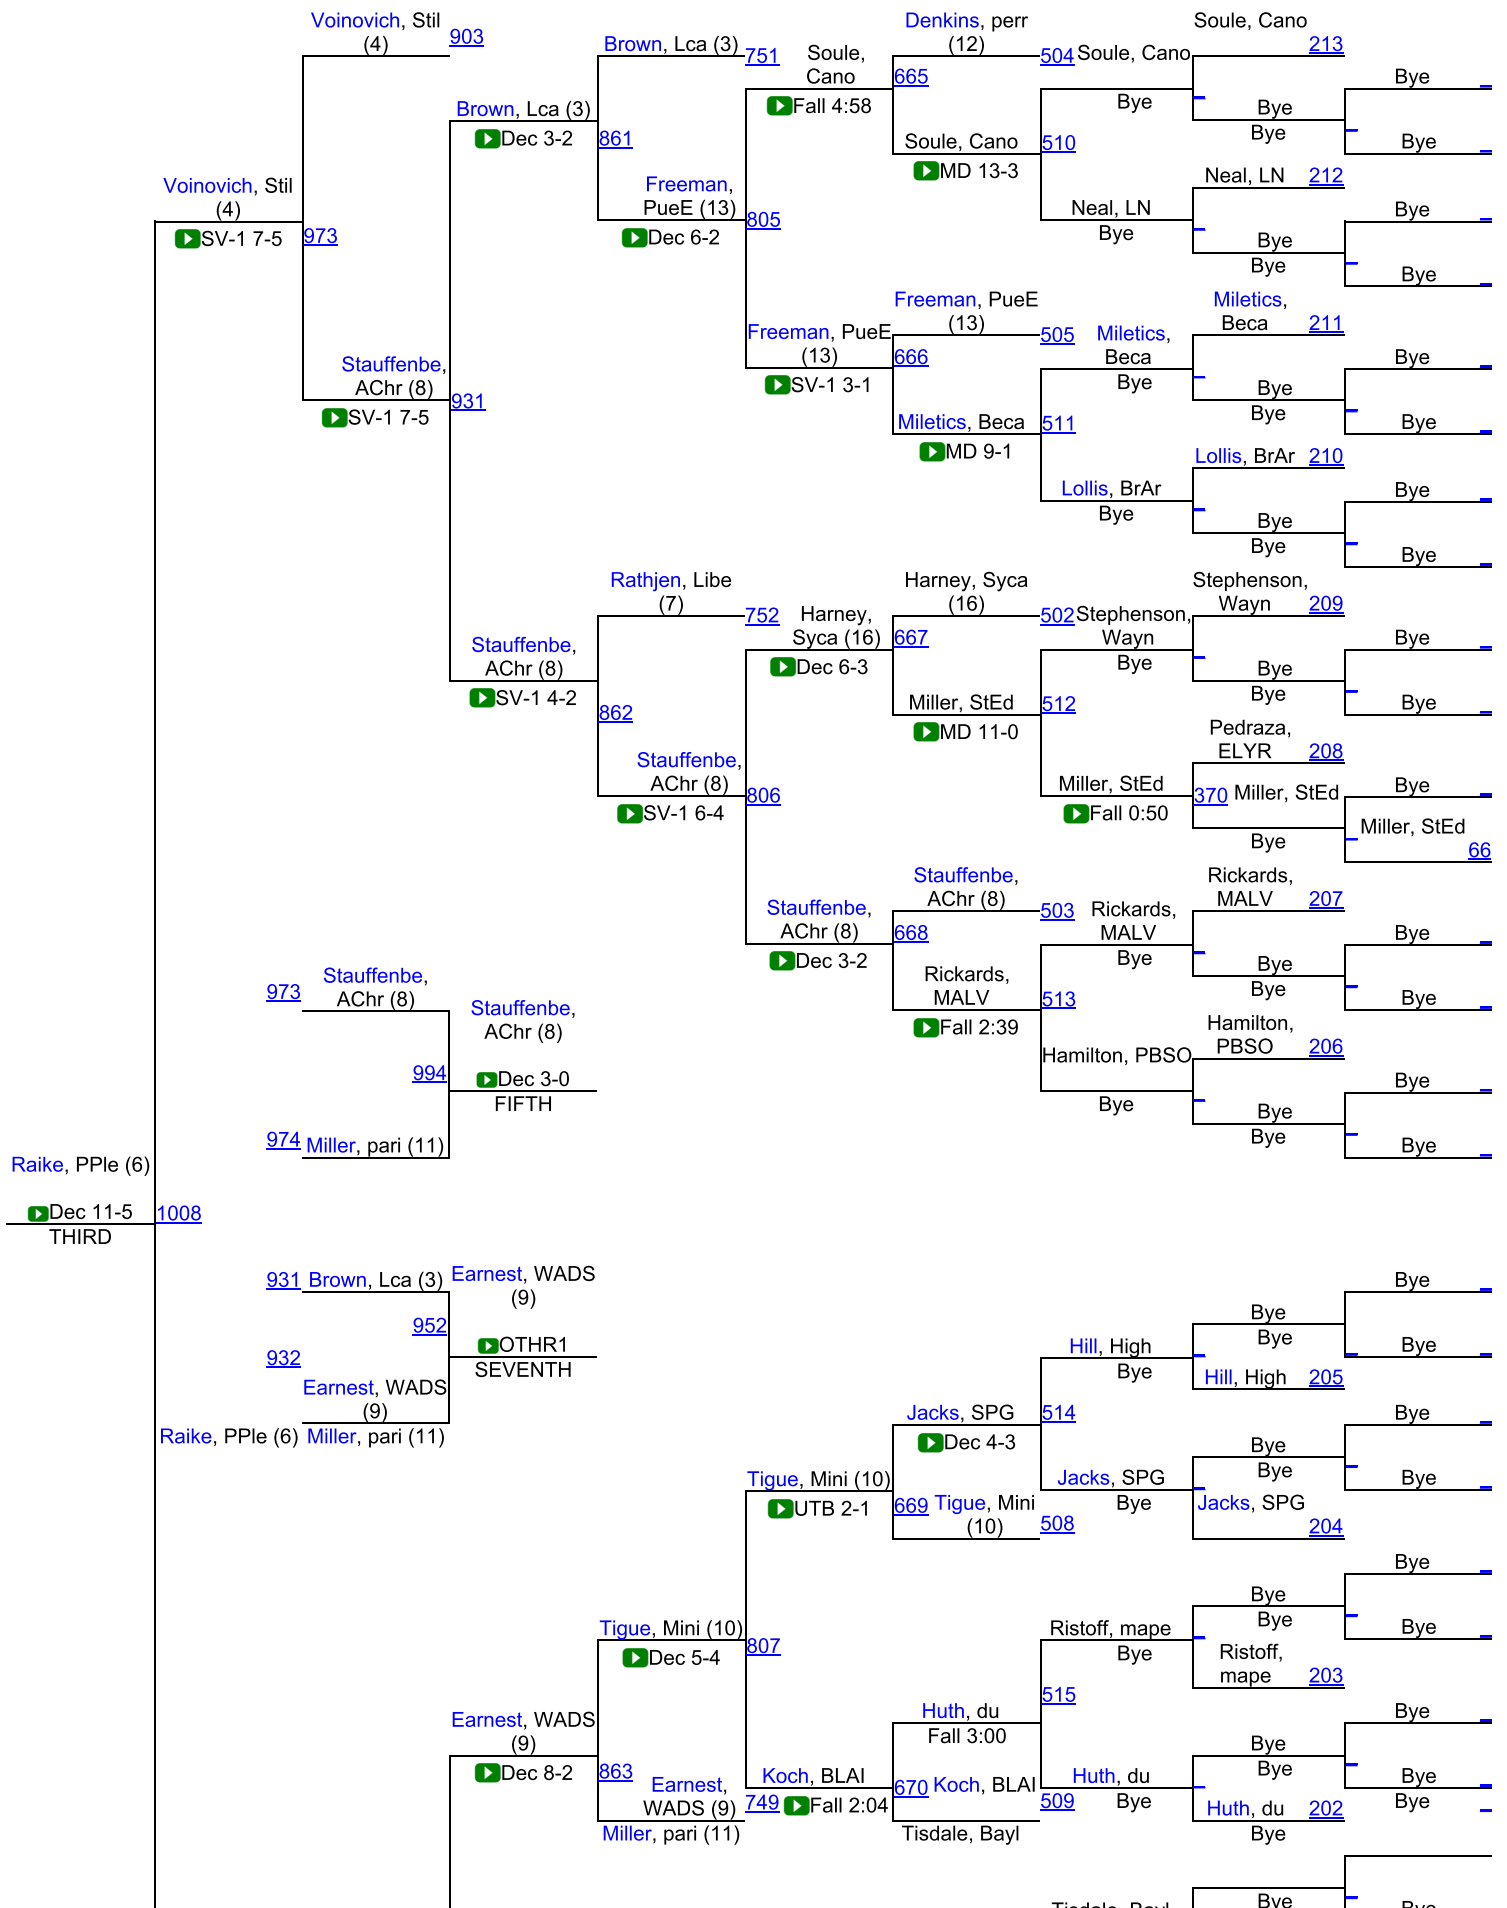 Voinovich, Stil
(4)
903
Brown, Lca (3)
751
Soule,
Cano
Fall 4:58
Denkins, perr
(12)
504
665
Soule, Cano
Bye
Soule, Cano
213
Bye
Bye
Bye
Bye
Brown, Lca (3)
Dec 3-2
861
Soule, Cano
MD 13-3
510
Neal, LN
212
Voinovich, Stil
(4)
SV-1 7-5
973
Freeman,
PueE (13)
Dec 6-2
805
Neal, LN
Bye
Bye
Bye
Bye
Bye
Freeman, PueE
(13)
505
Miletics,
Beca
211
Freeman, PueE
(13)
SV-1 3-1
666
Miletics,
Beca
Bye
Bye
Bye
Bye
Bye
Stauffenbe,
AChr (8)
SV-1 7-5
931
Miletics, Beca
MD 9-1
511
Lollis, BrAr
210
Lollis, BrAr
Bye
Bye
Bye
Bye
Bye
Rathjen, Libe
(7)
752
Harney,
Syca (16)
Dec 6-3
Harney, Syca
(16)
502
667
Stephenson,
Wayn
Bye
Stephenson,
Wayn
209
Bye
Bye
Bye
Bye
Stauffenbe,
AChr (8)
SV-1 4-2
862
Miller, StEd
MD 11-0
512
Pedraza,
ELYR
208
Stauffenbe,
AChr (8)
SV-1 6-4
806
Miller, StEd
Fall 0:50
370
Miller, StEd
Bye
Bye
Miller, StEd
66
Stauffenbe,
AChr (8)
503
Rickards,
MALV
207
Stauffenbe,
AChr (8)
Dec 3-2
668
Rickards,
MALV
Bye
Bye
Bye
Bye
Bye
973
Stauffenbe,
AChr (8)
Stauffenbe,
AChr (8)
Rickards,
MALV
Fall 2:39
513
Hamilton,
PBSO
206
Hamilton, PBSO
Bye
Bye
Bye
Bye
Bye
994
Dec 3-0
FIFTH
974
Miller, pari (11)
Raike, PPle (6)
Dec 11-5
THIRD
1008
931
Brown, Lca (3)
Earnest, WADS
(9)
952
OTHR1
SEVENTH
932
Earnest, WADS
(9)
Raike, PPle (6)
Miller, pari (11)
Bye
Bye
Bye
Bye
Hill, High
Bye
Hill, High
205
Jacks, SPG
Dec 4-3
514
Bye
Bye
Bye
Bye
Jacks, SPG
Bye
Jacks, SPG
204
Tigue, Mini (10)
UTB 2-1
669
Tigue, Mini
(10)
508
Bye
Bye
Bye
Bye
Tigue, Mini (10)
Dec 5-4
807
Ristoff, mape
Bye
Ristoff,
mape
203
Huth, du
Fall 3:00
515
Bye
Bye
Bye
Bye
Bye
Earnest, WADS
(9)
Dec 8-2
863
Earnest,
WADS (9)
749
Miller, pari (11)
Koch, BLAI
Fall 2:04
670
Koch, BLAI
509
Tisdale, Bayl
Huth, du
Bye
Huth, du
202
Bye
Tisdale, Bayl
Bye
Bye